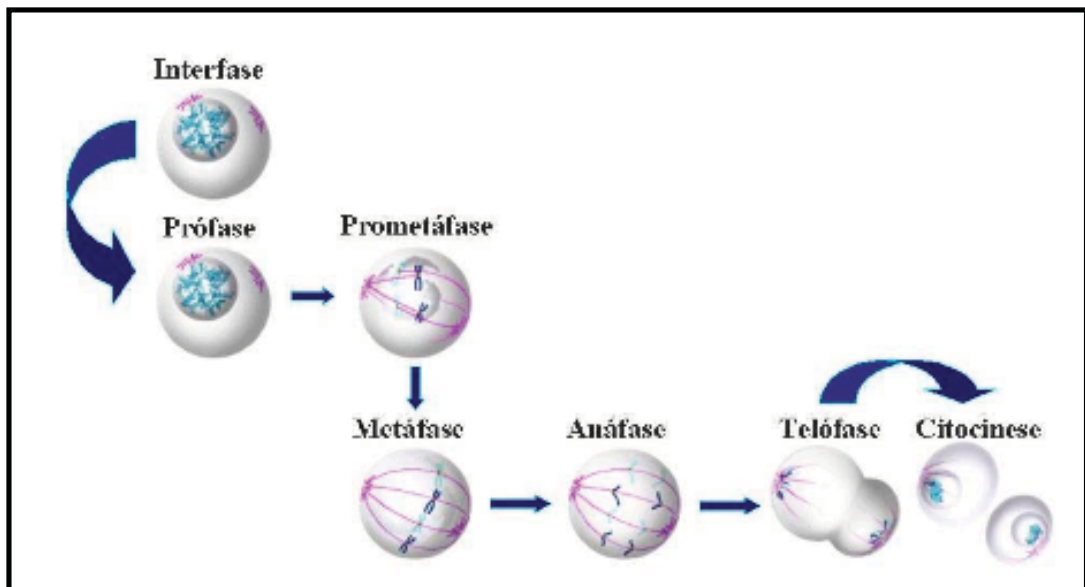 Interfase
Prófase
Prometáfase
Metáfase
Anáfase
Telófase
Citocinese